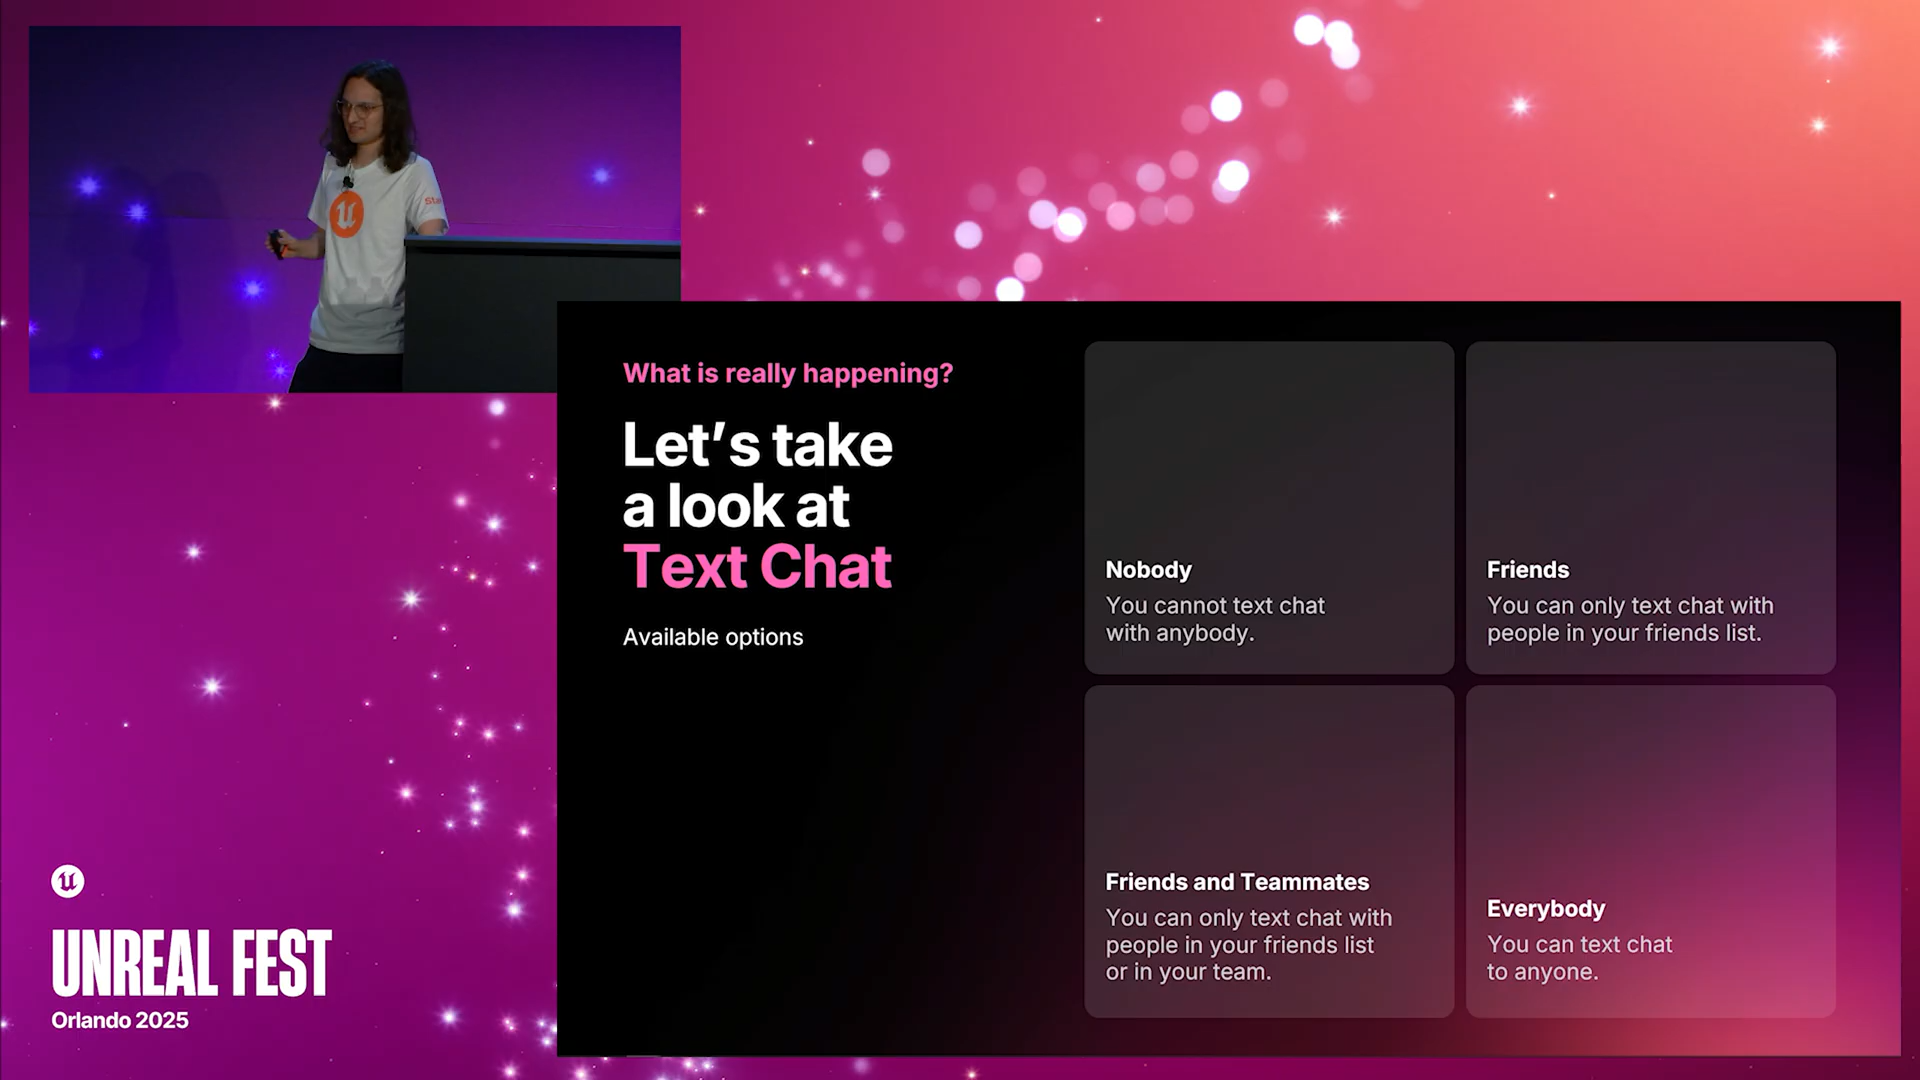 What is really happening?
Let's take
a look at
Text Chat
Available options
Nobody
You cannot text chat
with anybody.
Friends
You can only text chat with
people in your friends list.
Friends and Teammates
You can only text chat with
people in your friends list
or in your team.
Everybody
You can text chat
to anyone.
UNREAL FEST
Orlando 2025